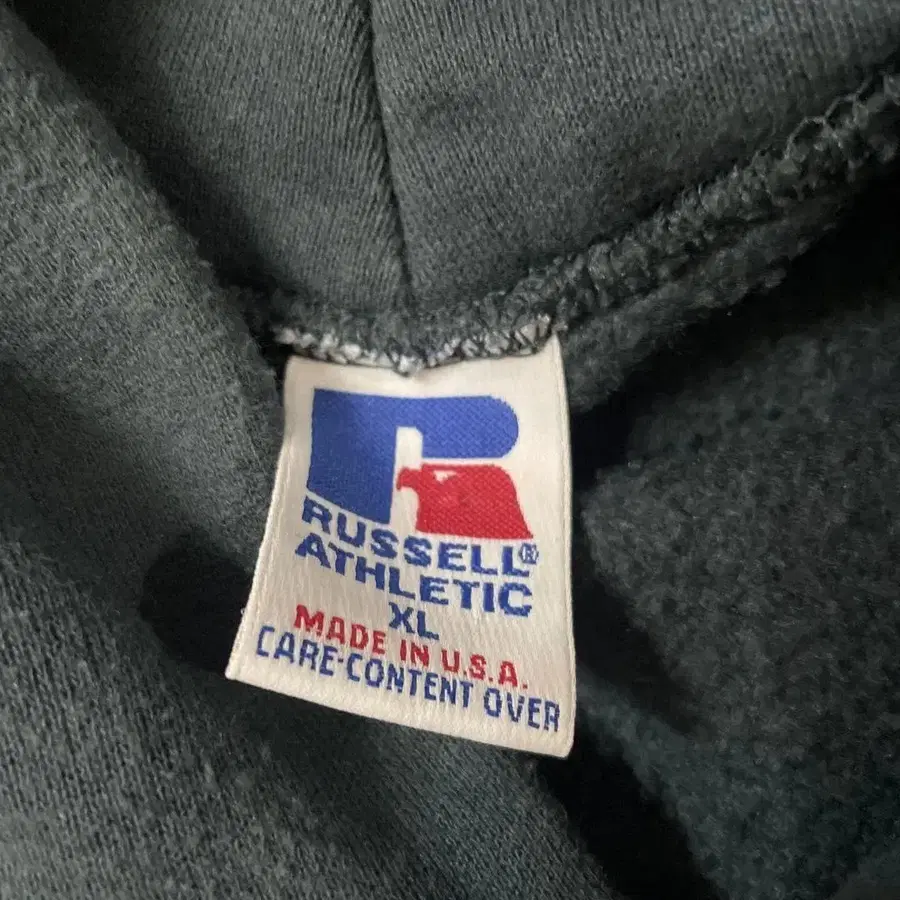 RUSSELL®
ATHLETIC
XL
MADE IN U.S.A.
CARE-CONTENT OVER